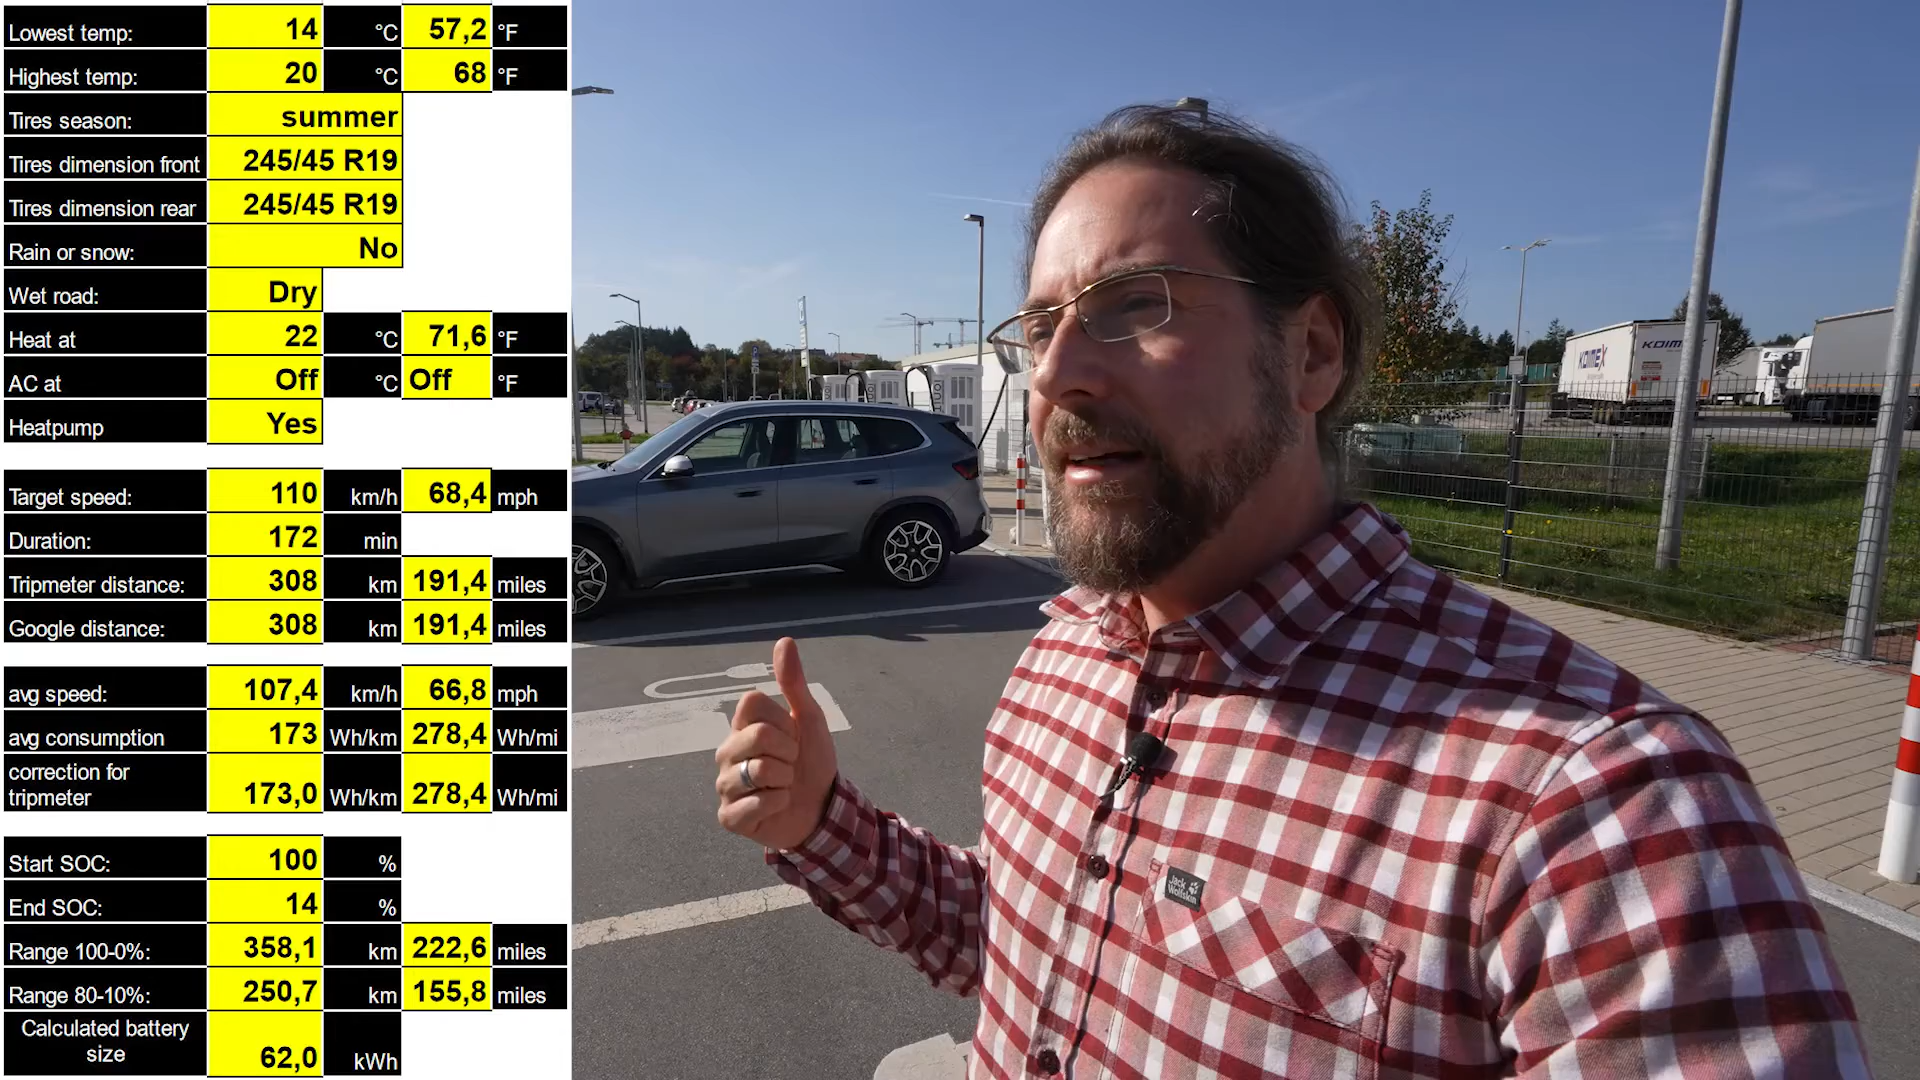 Lowest temp: 14 °C 57,2 °F
Highest temp: 20 °C 68 °F
Tires season: summer
Tires dimension front 245/45 R19
Tires dimension rear 245/45 R19
Rain or snow: No
Wet road: Dry
Heat at 22 °C 71,6 °F
AC at Off °C Off °F
Heatpump Yes
Target speed: 110 km/h 68,4 mph
Duration: 172 min
Tripmeter distance: 308 km 191,4 miles
Google distance: 308 km 191,4 miles
avg speed: 107,4 km/h 66,8 mph
avg consumption 173 Wh/km 278,4 Wh/mi
correction for
tripmeter 173,0 Wh/km 278,4 Wh/mi
Start SOC: 100 %
End SOC: 14 %
Range 100-0%: 358,1 km 222,6 miles
Range 80-10%: 250,7 km 155,8 miles
Calculated battery
size 62,0 kWh
KOIMEX
Jack
Wolfskin